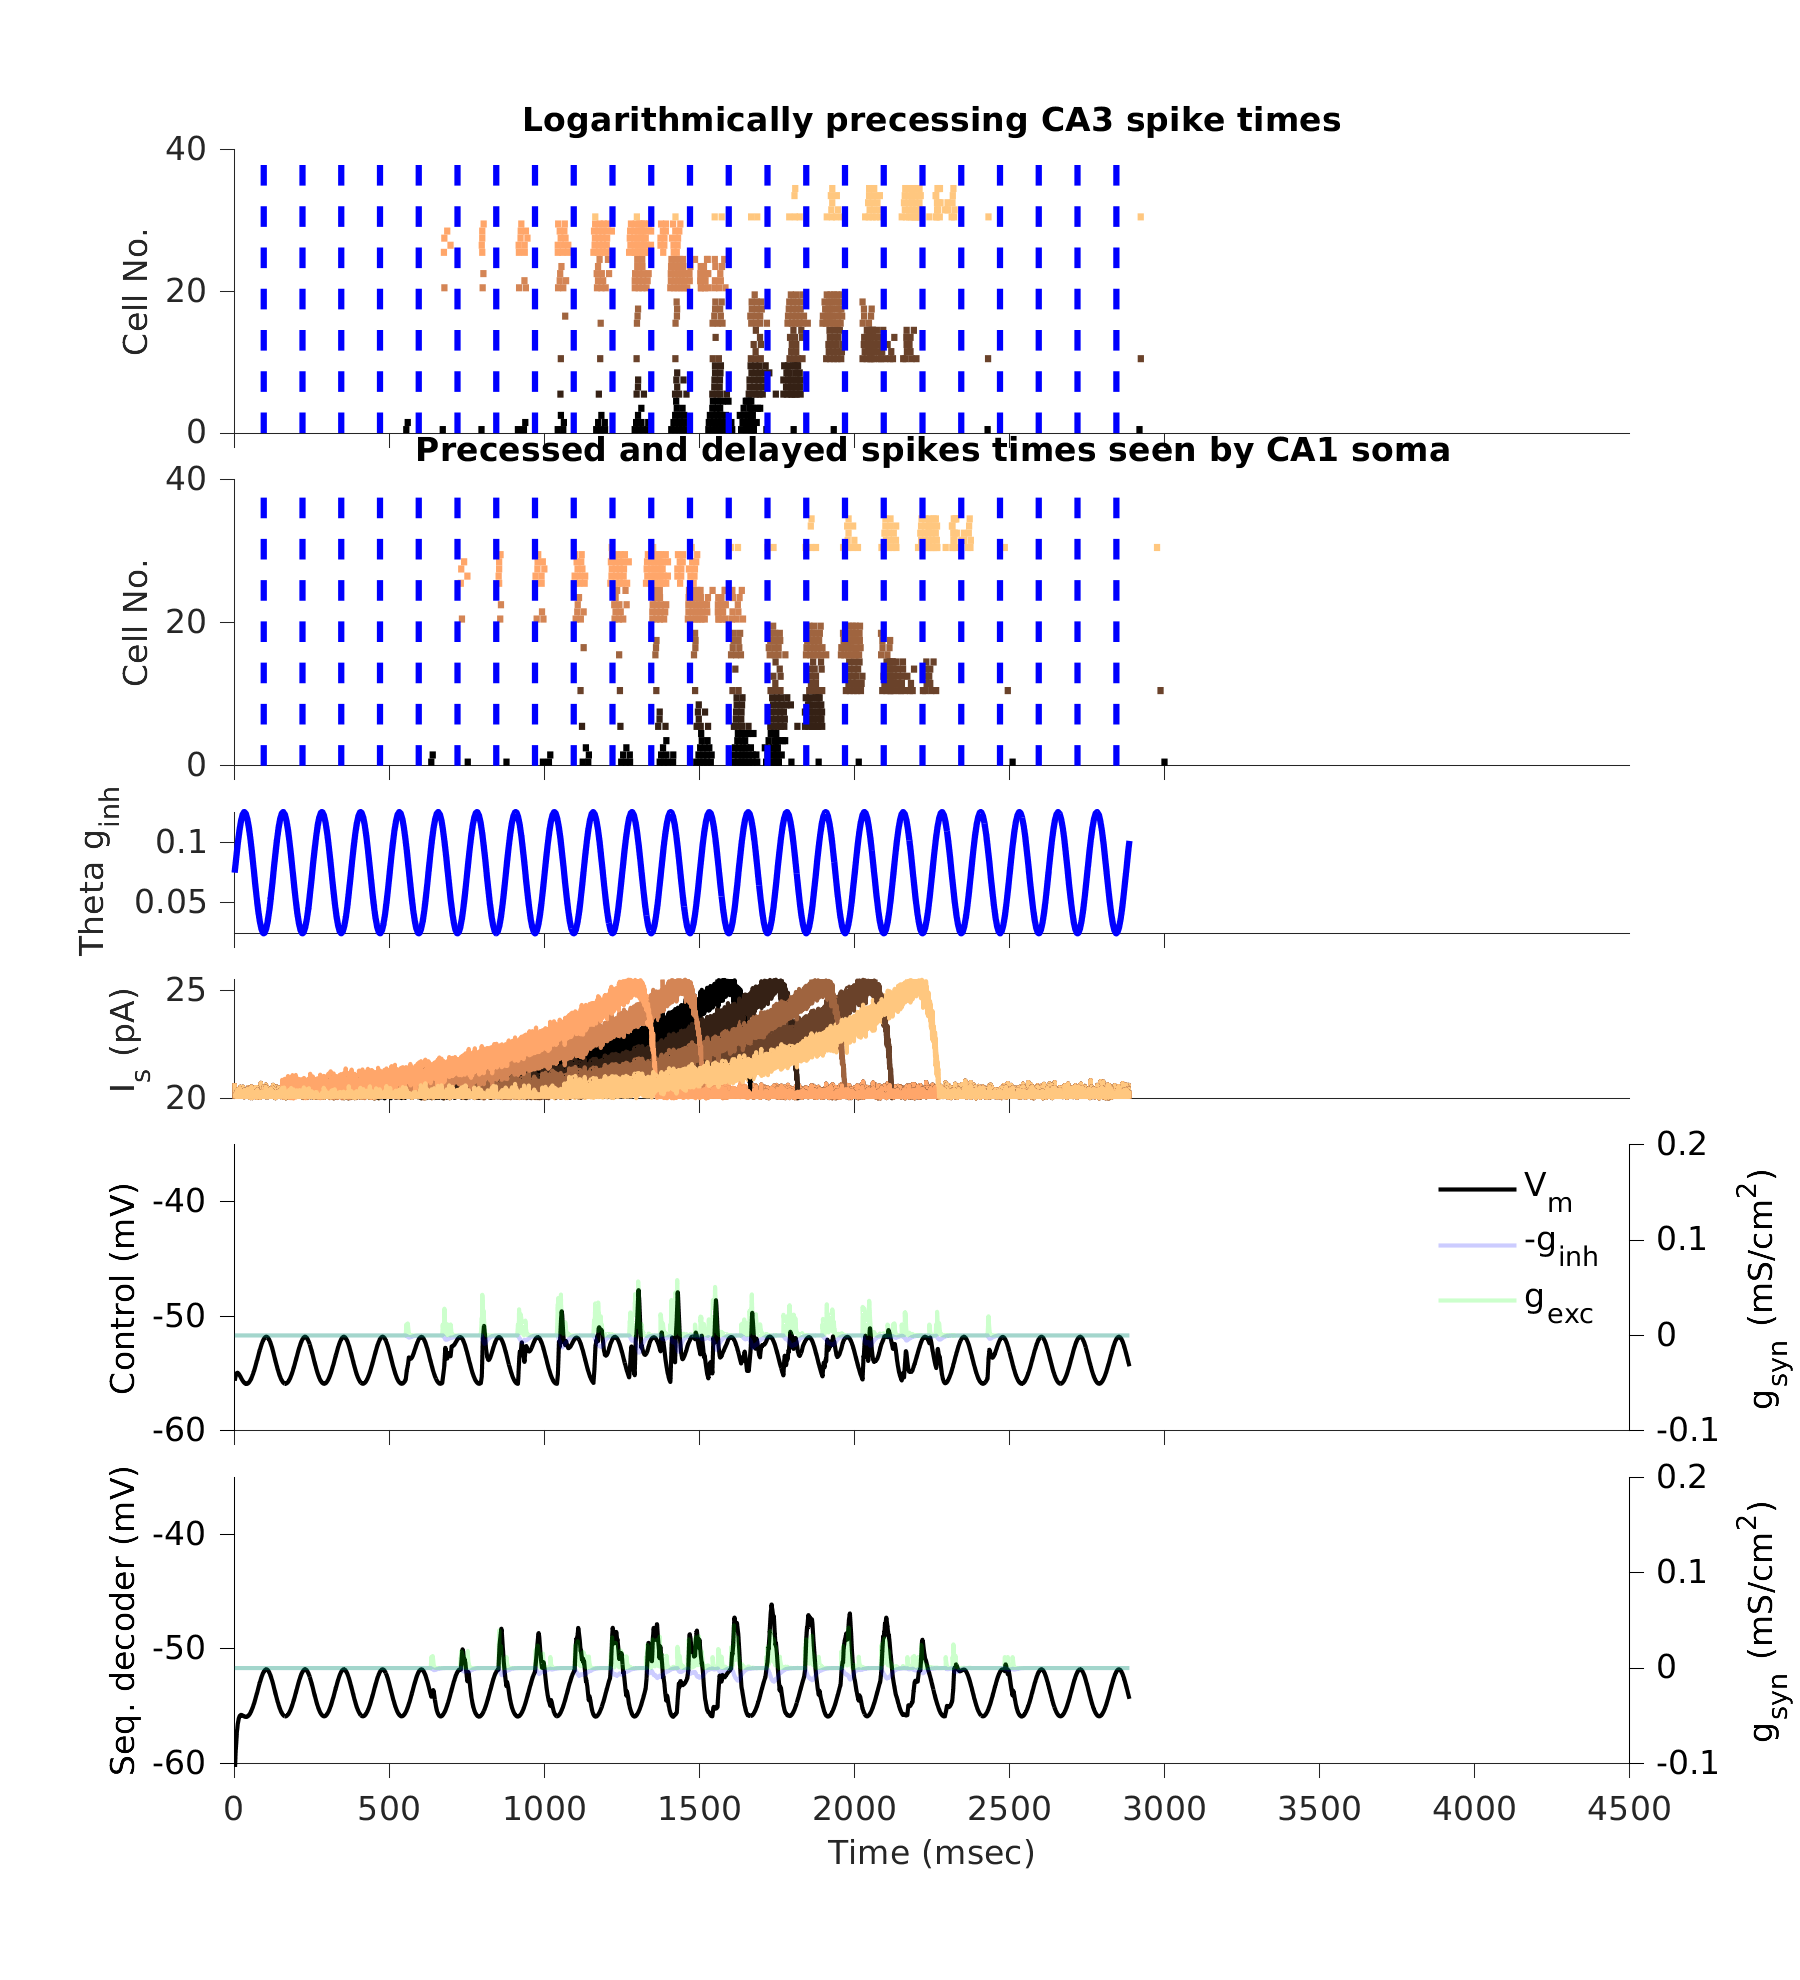 Logarithmically precessing CA3 spike times
40
20
0
Cell No.
Precessed and delayed spikes times seen by CA1 soma
40
20
0
Cell No.
0.1
0.05
Theta g_inh
25
20
I_s (pA)
-40
-50
-60
Control (mV)
V_m
-g_inh
g_exc
0.2
0.1
0
-0.1
g_syn (mS/cm^2)
-40
-50
-60
Seq. decoder (mV)
0.2
0.1
0
-0.1
g_syn (mS/cm^2)
0 500 1000 1500 2000 2500 3000 3500 4000 4500
Time (msec)